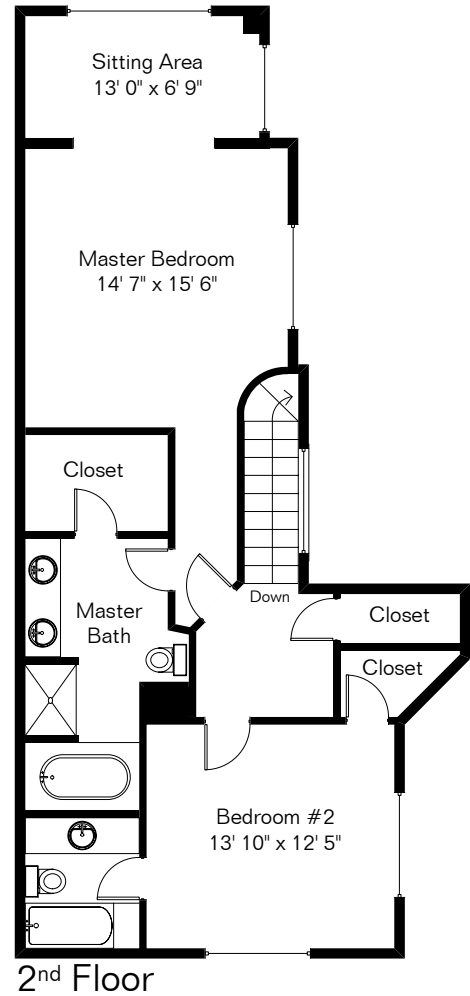 Sitting Area
13' 0" x 6' 9"
Master Bedroom
14' 7" x 15' 6"
Closet
Down
Master
Bath
Closet
Closet
Bedroom #2
13' 10" x 12' 5"
2nd Floor